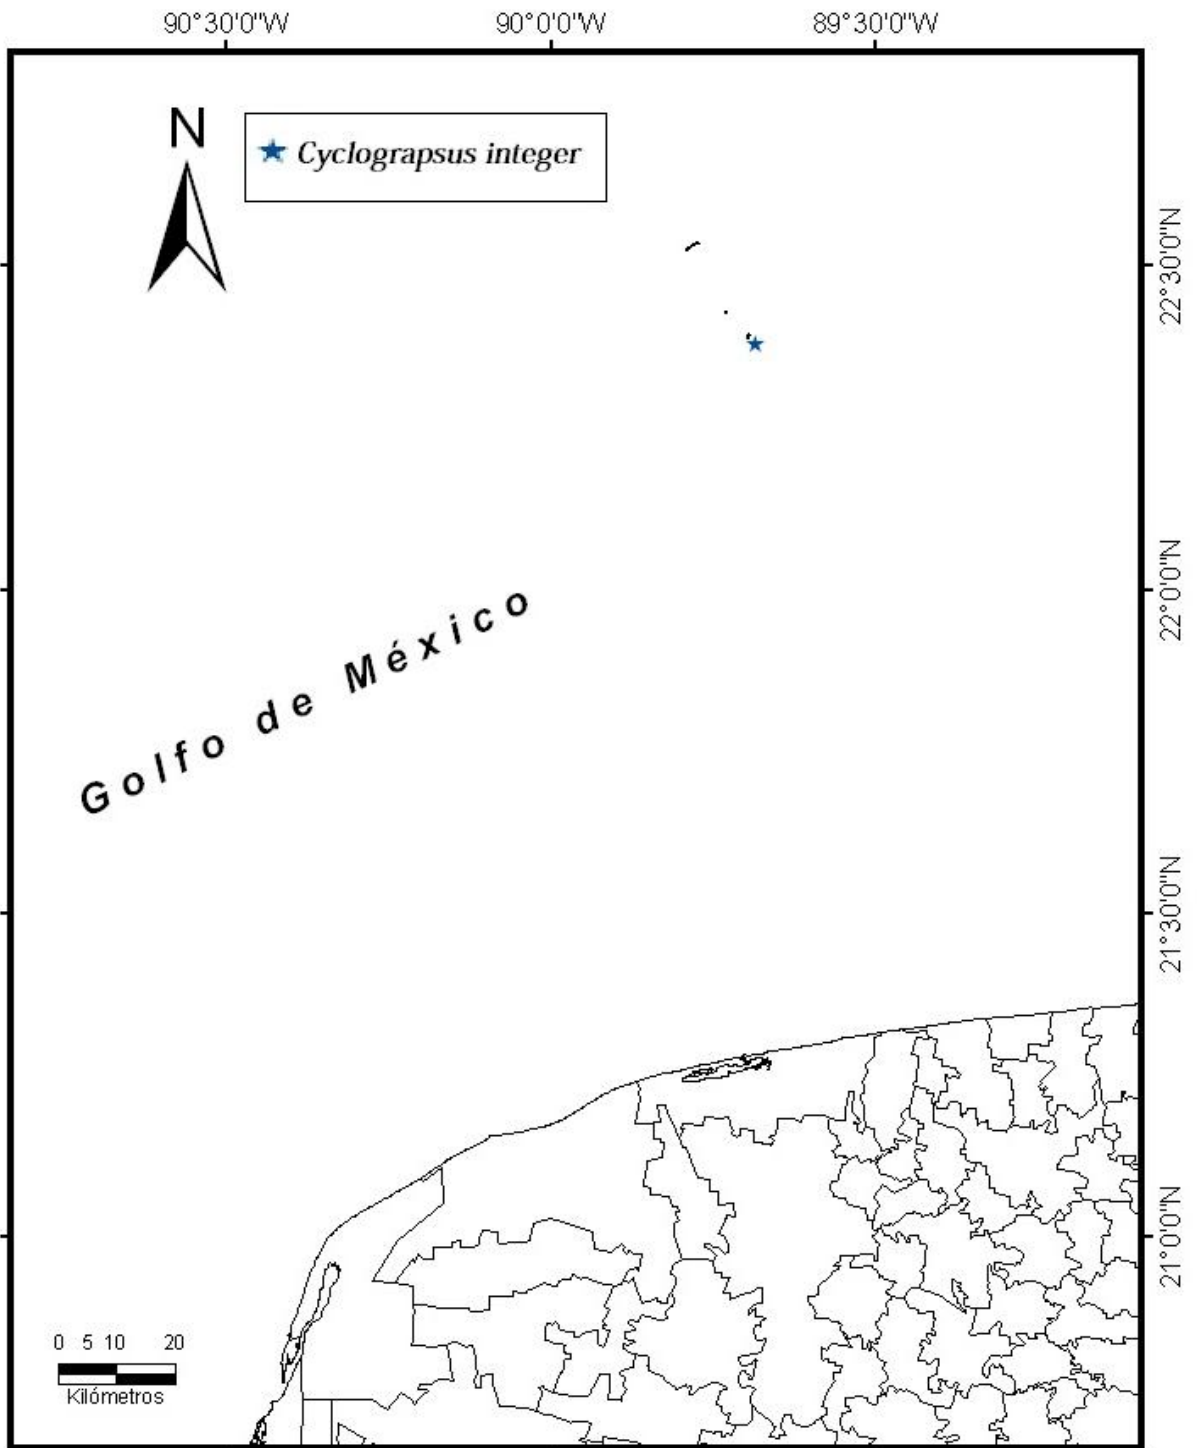 90°30'0"W 90°0'0"W 89°30'0"W
N
Cyclograpsus integer
22°30'0"N
22°0'0"N
Golfo de México
21°30'0"N
21°0'0"N
0 5 10 20
Kilómetros